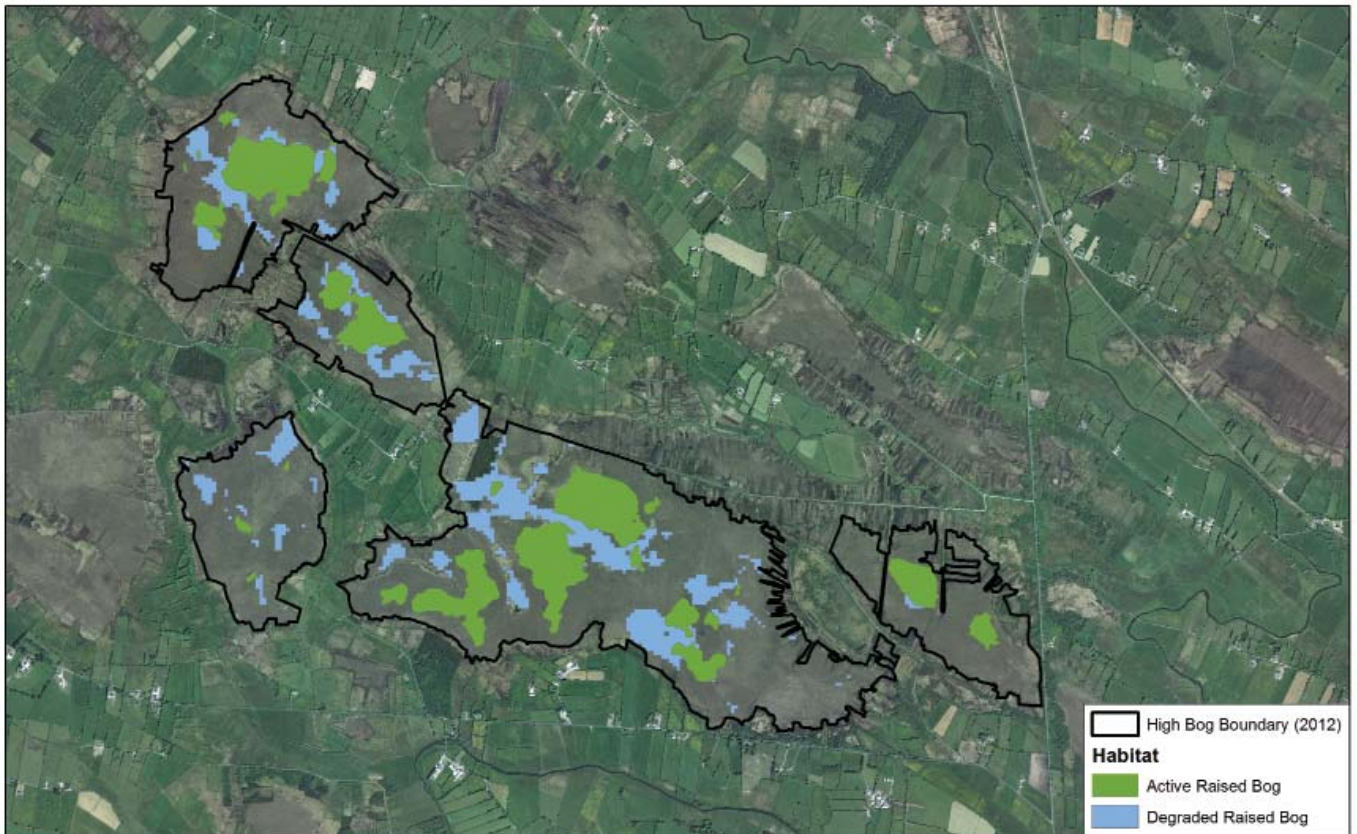 High Bog Boundary (2012)
Habitat
Active Raised Bog
Degraded Raised Bog